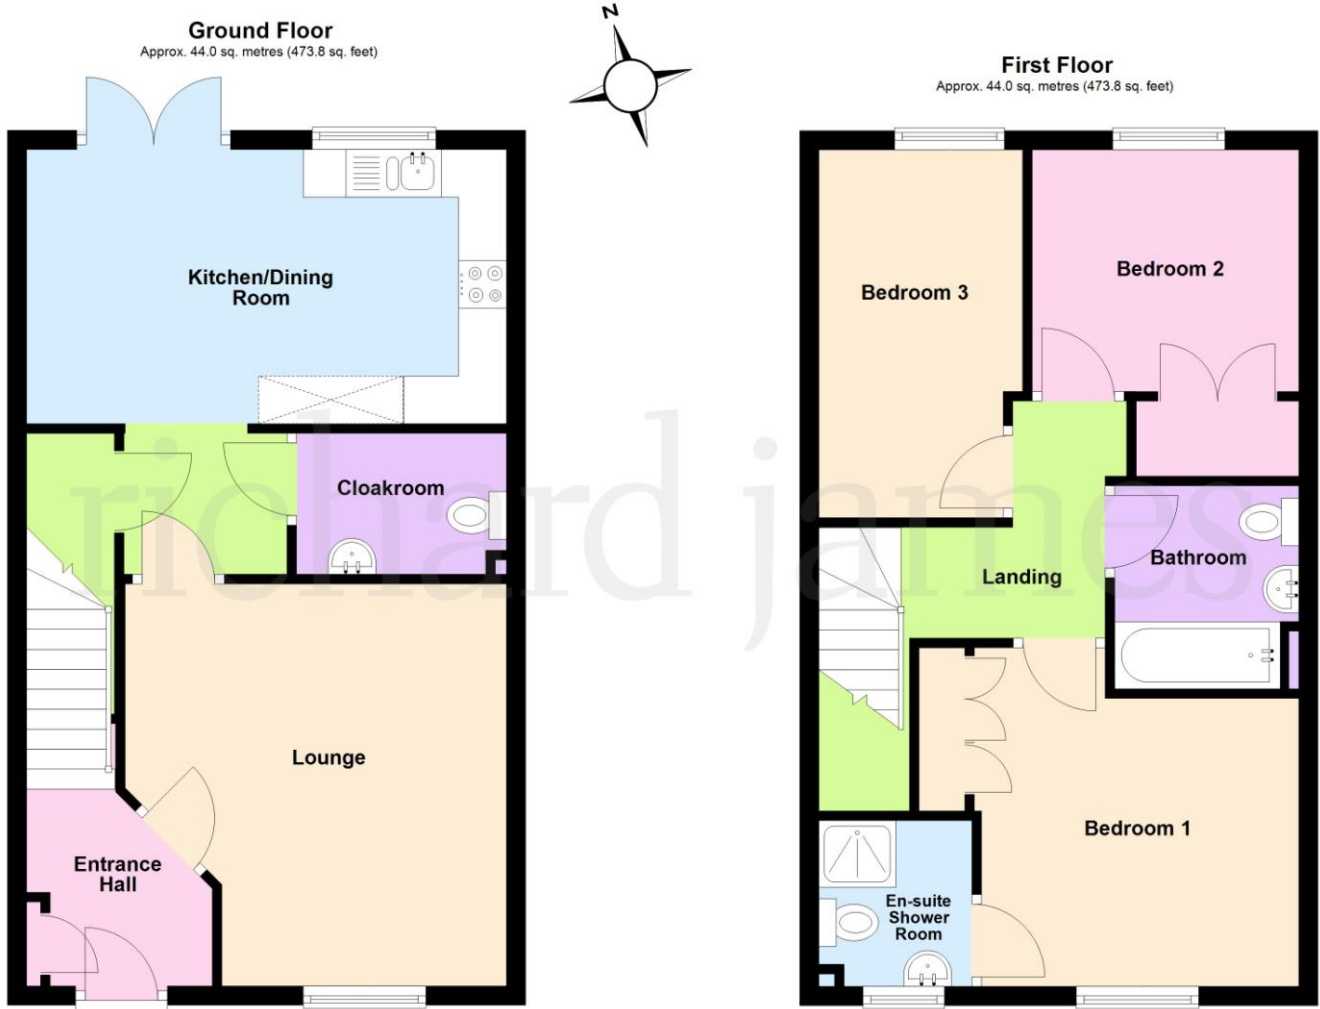 Ground Floor
Approx. 44.0 sq. metres (473.8 sq. feet)
N
First Floor
Approx. 44.0 sq. metres (473.8 sq. feet)
Kitchen/Dining
Room
Cloakroom
Lounge
Entrance
Hall
Bedroom 3
Bedroom 2
Landing
Bathroom
Bedroom 1
En-suite
Shower
Room
richard james